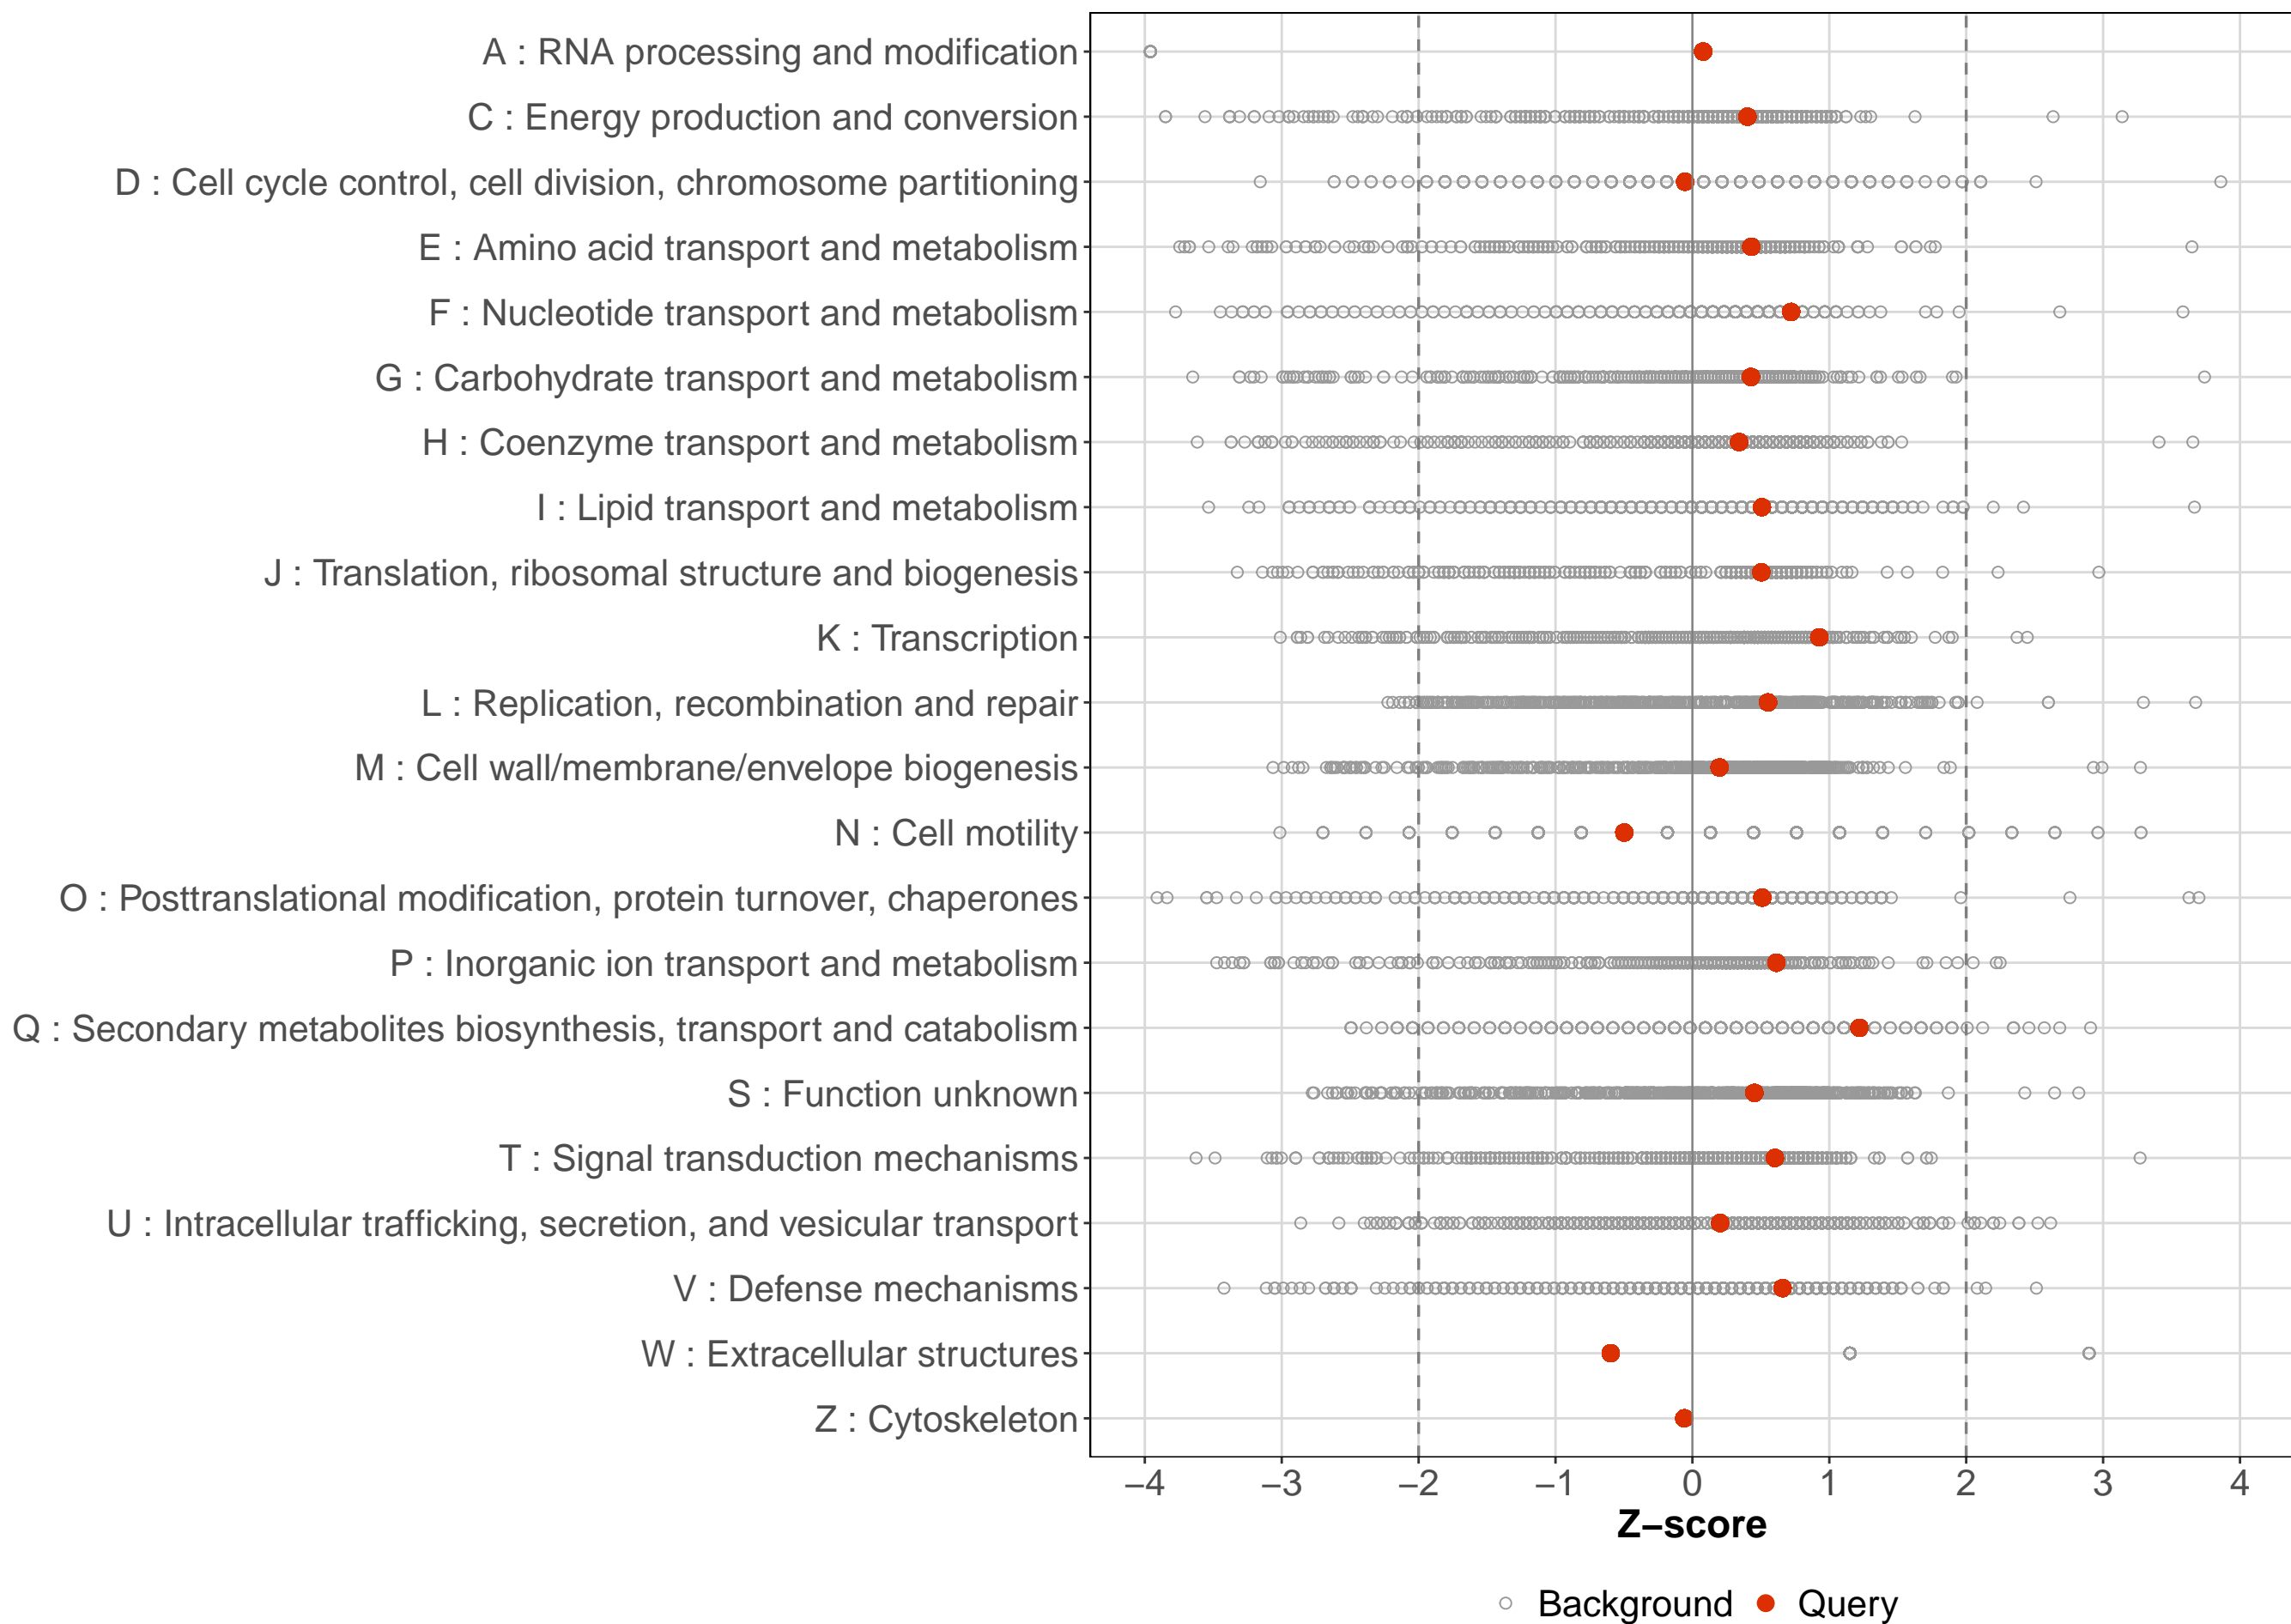 A : RNA processing and modification
C : Energy production and conversion
D : Cell cycle control, cell division, chromosome partitioning
E : Amino acid transport and metabolism
F : Nucleotide transport and metabolism
G : Carbohydrate transport and metabolism
H : Coenzyme transport and metabolism
I : Lipid transport and metabolism
J : Translation, ribosomal structure and biogenesis
K : Transcription
L : Replication, recombination and repair
M : Cell wall/membrane/envelope biogenesis
N : Cell motility
O : Posttranslational modification, protein turnover, chaperones
P : Inorganic ion transport and metabolism
Q : Secondary metabolites biosynthesis, transport and catabolism
S : Function unknown
T : Signal transduction mechanisms
U : Intracellular trafficking, secretion, and vesicular transport
V : Defense mechanisms
W : Extracellular structures
Z : Cytoskeleton
−4 −3 −2 −1 0 1 2 3 4
Z−score
Background Query